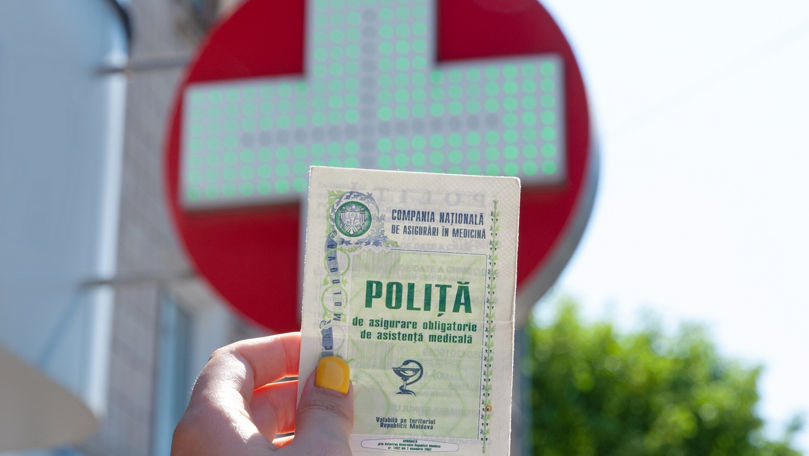 COMPANIA NAȚIONALĂ
DE ASIGURĂRI ÎN MEDICINĂ
POLIȚĂ
de asigurare obligatorie
de asistență medicală
Valabilă pe teritoriul
Republicii Moldova